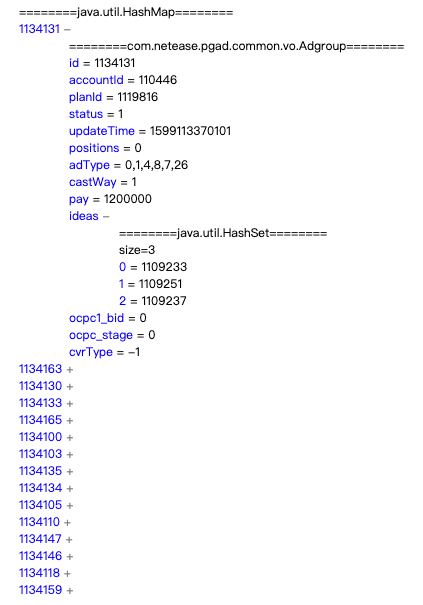 ========java.util.HashMap========
1134131 −
========com.netease.pgad.common.vo.Adgroup========
id = 1134131
accountId = 110446
planId = 1119816
status = 1
updateTime = 1599113370101
positions = 0
adType = 0,1,4,8,7,26
castWay = 1
pay = 1200000
ideas −
========java.util.HashSet========
size=3
0 = 1109233
1 = 1109251
2 = 1109237
ocpc1_bid = 0
ocpc_stage = 0
cvrType = −1
1134163 +
1134130 +
1134133 +
1134165 +
1134100 +
1134103 +
1134135 +
1134134 +
1134105 +
1134110 +
1134147 +
1134146 +
1134118 +
1134159 +